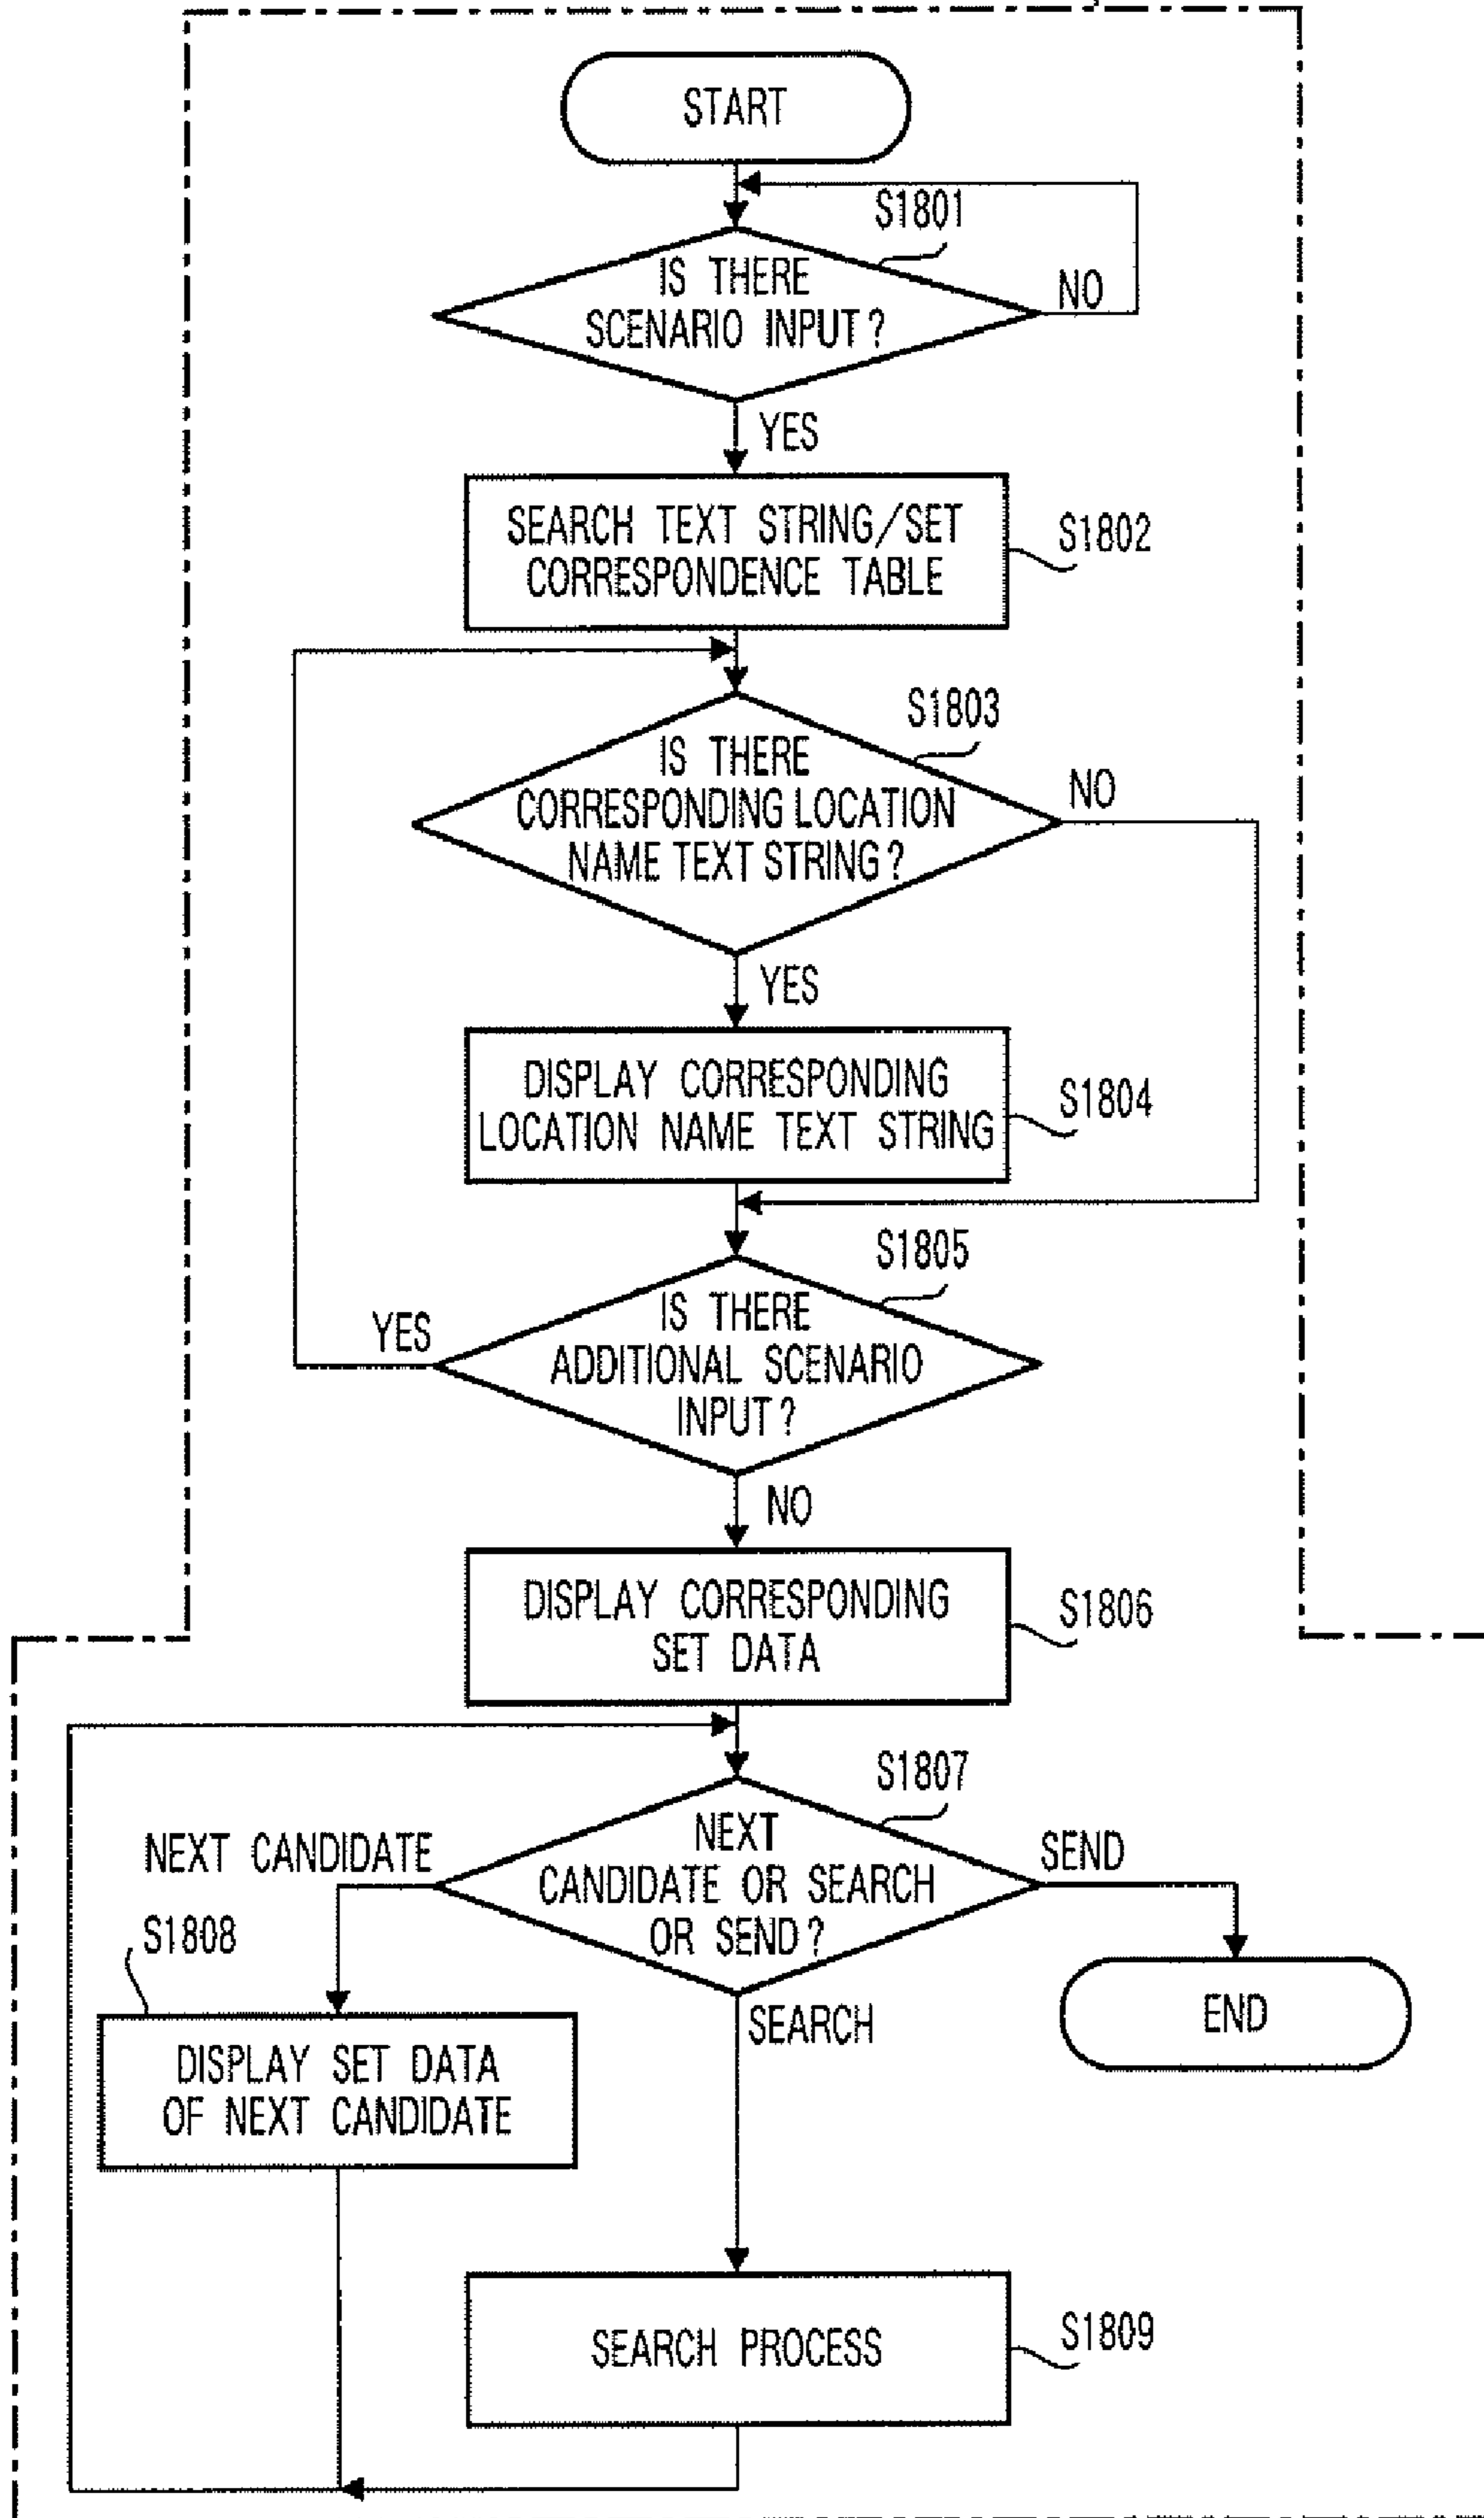 START
S1801
IS THERE
SCENARIO INPUT?
NO
YES
SEARCH TEXT STRING/SET
CORRESPONDENCE TABLE
S1802
S1803
IS THERE
CORRESPONDING LOCATION
NAME TEXT STRING?
NO
YES
DISPLAY CORRESPONDING
LOCATION NAME TEXT STRING
S1804
S1805
IS THERE
ADDITIONAL SCENARIO
INPUT?
YES
NO
DISPLAY CORRESPONDING
SET DATA
S1806
S1807
NEXT
CANDIDATE OR SEARCH
OR SEND?
NEXT CANDIDATE
SEND
S1808
SEARCH
END
DISPLAY SET DATA
OF NEXT CANDIDATE
SEARCH PROCESS
S1809